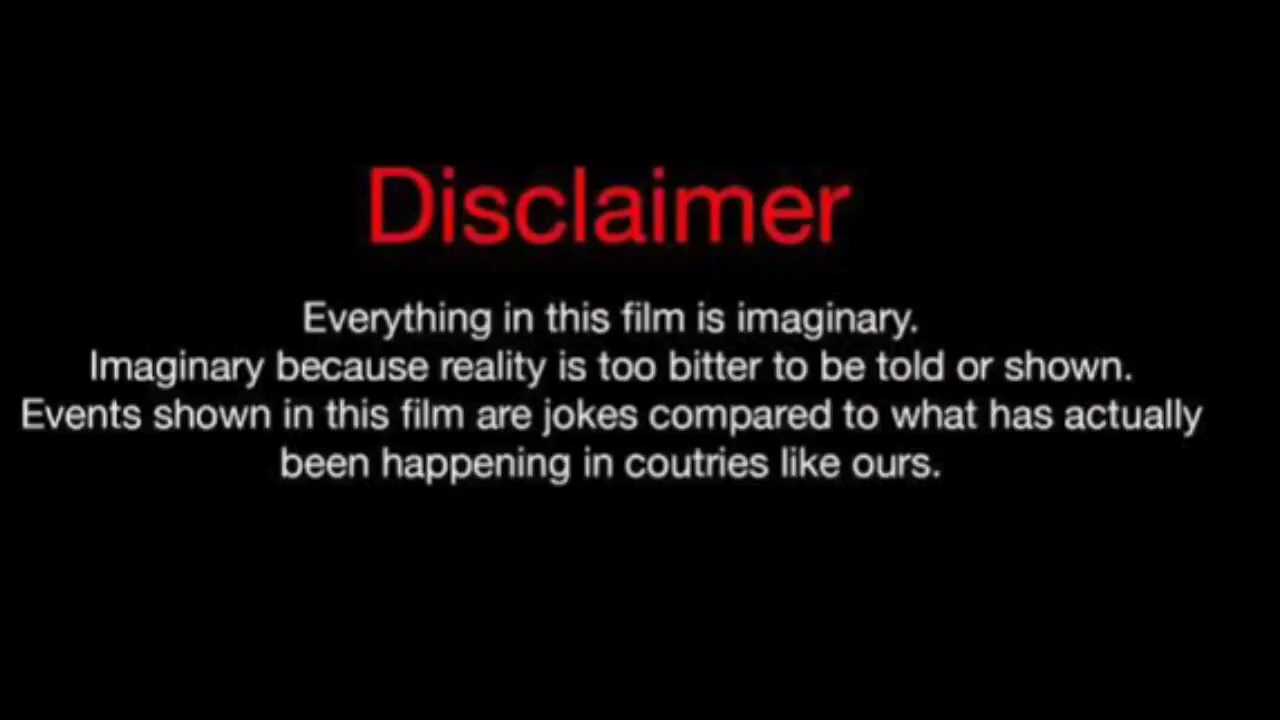 Disclaimer
Everything in this film is imaginary.
Imaginary because reality is too bitter to be told or shown.
Events shown in this film are jokes compared to what has actually
been happening in coutries like ours.